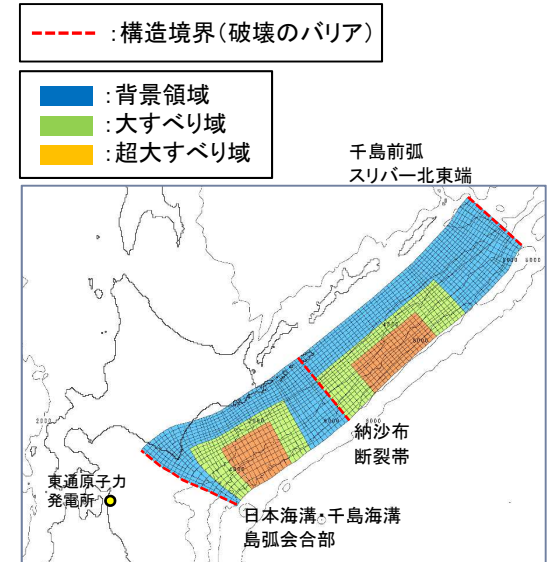 ：構造境界（破壊のバリア）
：背景領域
：大すべり域
：超大すべり域
千島前弧
スリバー北東端
納沙布
断裂帯
東通原子力
発電所
日本海溝・千島海溝
島弧会合部